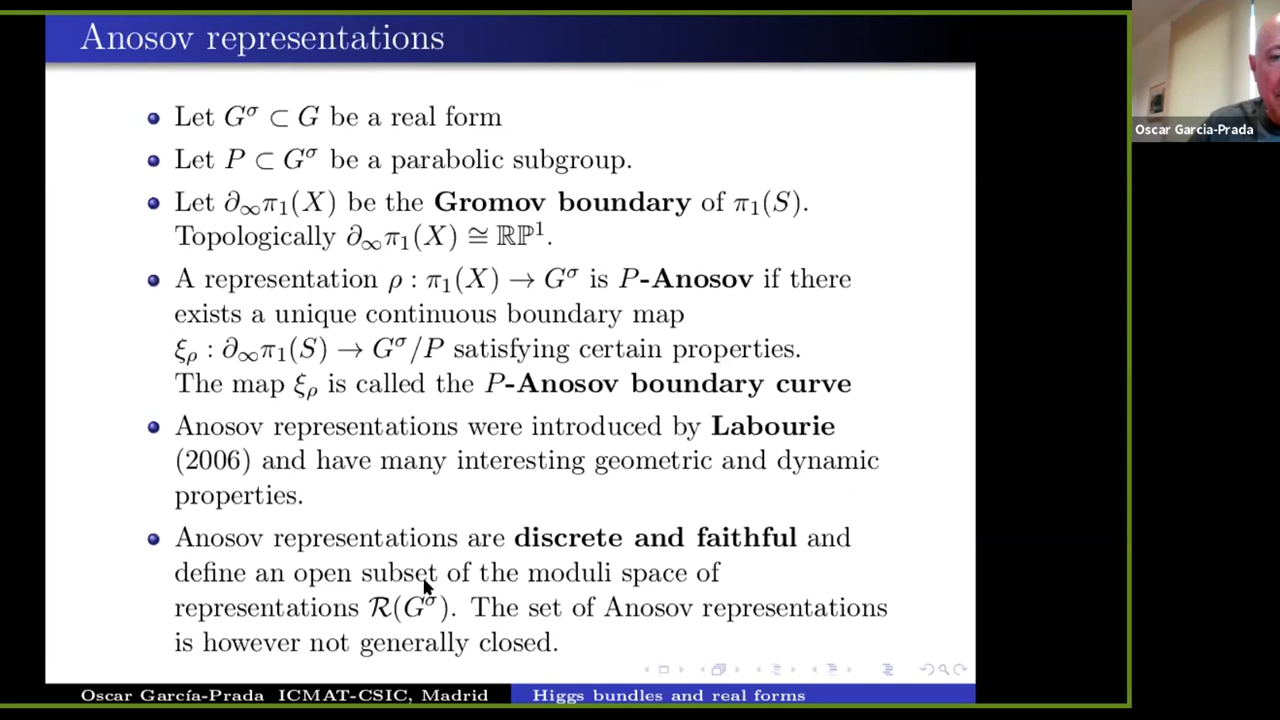 Anosov representations
Let G^σ ⊂ G be a real form
Let P ⊂ G^σ be a parabolic subgroup.
Let ∂_∞π_1(X) be the Gromov boundary of π_1(S).
Topologically ∂_∞π_1(X) ≅ ℝℙ^1.
A representation ρ : π_1(X) → G^σ is P-Anosov if there
exists a unique continuous boundary map
ξ_ρ : ∂_∞π_1(S) → G^σ/P satisfying certain properties.
The map ξ_ρ is called the P-Anosov boundary curve
Anosov representations were introduced by Labourie
(2006) and have many interesting geometric and dynamic
properties.
Anosov representations are discrete and faithful and
define an open subset of the moduli space of
representations ℛ(G^σ). The set of Anosov representations
is however not generally closed.
Oscar García-Prada ICMAT-CSIC, Madrid
Higgs bundles and real forms
Oscar Garcia-Prada